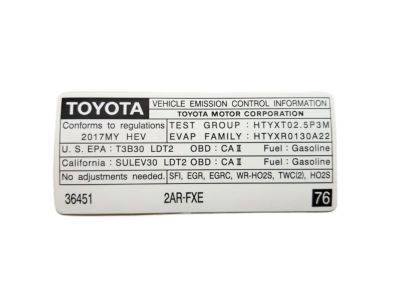 TOYOTA VEHICLE EMISSION CONTROL INFORMATION
TOYOTA MOTOR CORPORATION
Conforms to regulations TEST GROUP : HTYXT02.5P3M
2017MY HEV EVAP FAMILY: HTYXR0130A22
U. S. EPA : T3B30 LDT2 OBD : CA II Fuel : Gasoline
California : SULEV30 LDT2 OBD : CA II Fuel : Gasoline
No adjustments needed. SFI, EGR, EGRC, WR-HO2S, TWC(2), HO2S
36451 2AR-FXE 76